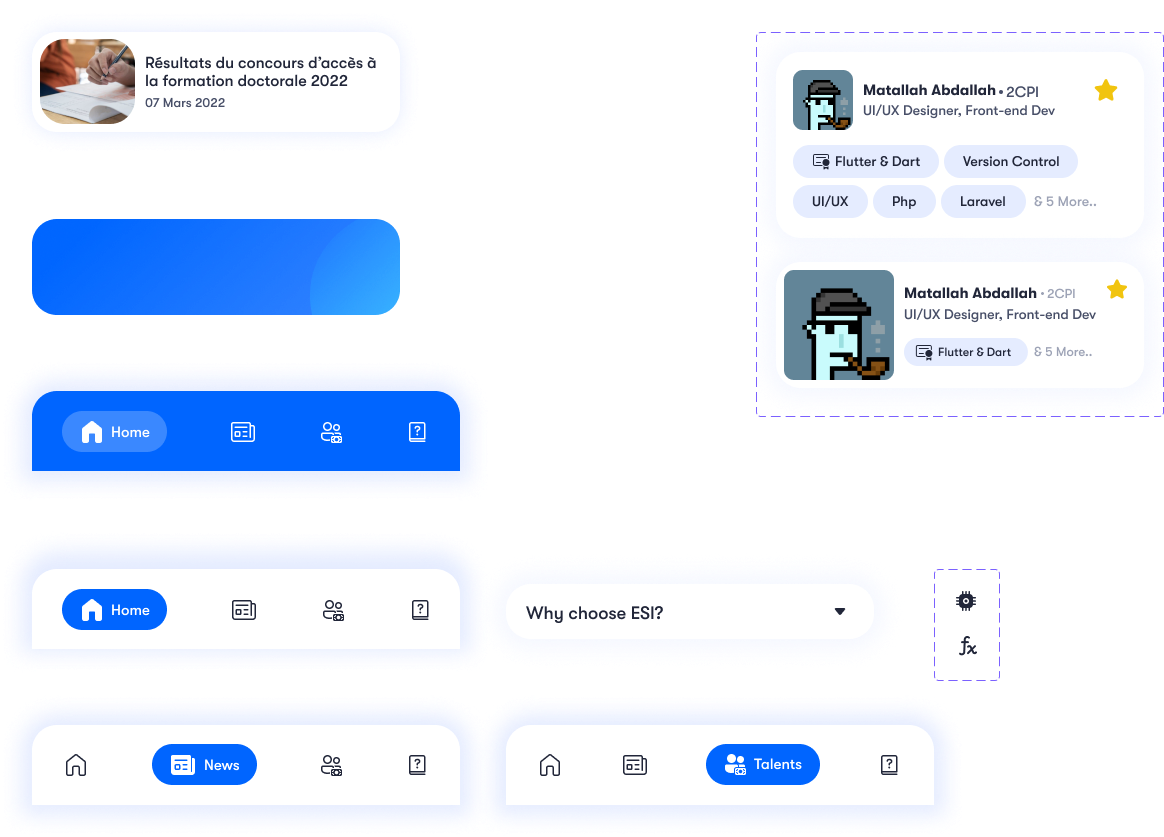 Résultats du concours d’accès à
la formation doctorale 2022
07 Mars 2022
Matallah Abdallah • 2CPI
UI/UX Designer, Front-end Dev
Flutter & Dart
Version Control
UI/UX
Php
Laravel
& 5 More..
Matallah Abdallah • 2CPI
UI/UX Designer, Front-end Dev
Flutter & Dart
& 5 More..
Home
?
Home
?
Why choose ESI?
fx
News
?
Talents
?